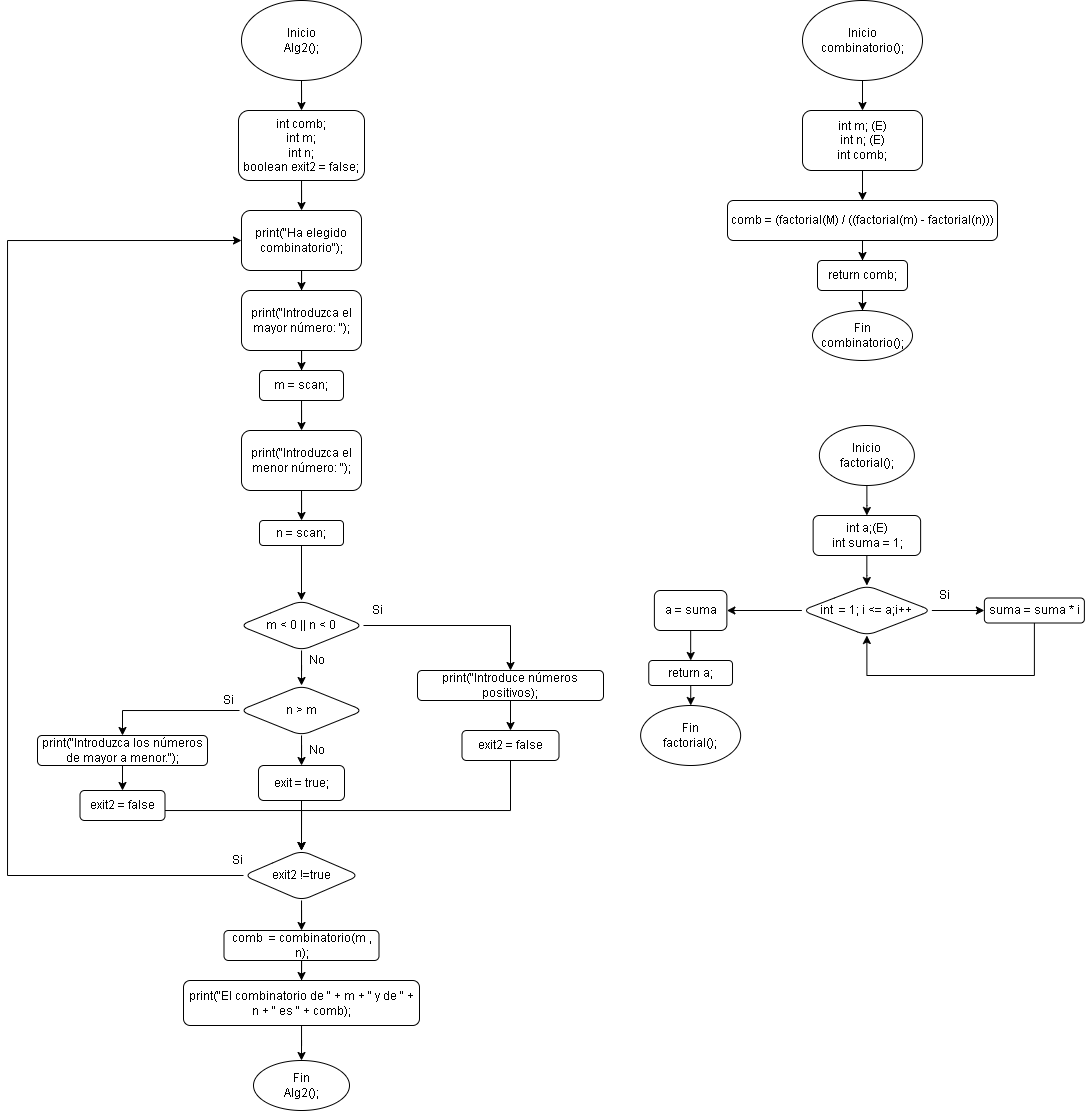 Inicio
Alg2();
int comb;
int m;
int n;
boolean exit2 = false;
print("Ha elegido
combinatorio");
print("Introduzca el
mayor número: ");
m = scan;
print("Introduzca el
menor número: ");
n = scan;
m < 0 || n < 0
Si
No
print("Introduce números
positivos);
exit2 = false
n > m
Si
No
print("Introduzca los números
de mayor a menor.");
exit2 = false
exit = true;
exit2 !=true
Si
comb  = combinatorio(m ,
n);
print("El combinatorio de " + m + " y de " +
n + " es " + comb);
Fin
Alg2();
Inicio
combinatorio();
int m; (E)
int n; (E)
int comb;
comb = (factorial(M) / ((factorial(m) - factorial(n)))
return comb;
Fin
combinatorio();
Inicio
factorial();
int a;(E)
int suma = 1;
int  = 1; i <= a;i++
Si
suma = suma * i
a = suma
return a;
Fin
factorial();